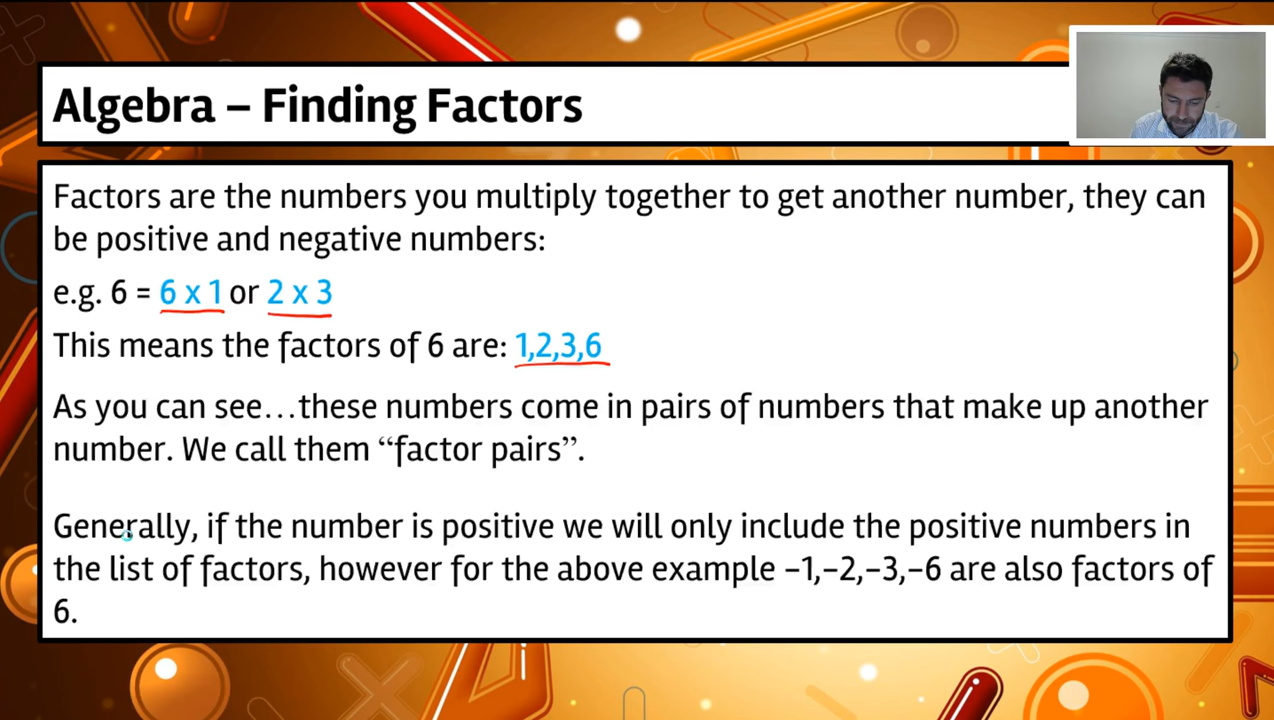 Algebra – Finding Factors
Factors are the numbers you multiply together to get another number, they can
be positive and negative numbers:
e.g. 6 = 6 x 1 or 2 x 3
This means the factors of 6 are: 1,2,3,6
As you can see…these numbers come in pairs of numbers that make up another
number. We call them “factor pairs”.
Generally, if the number is positive we will only include the positive numbers in
the list of factors, however for the above example −1,−2,−3,−6 are also factors of
6.